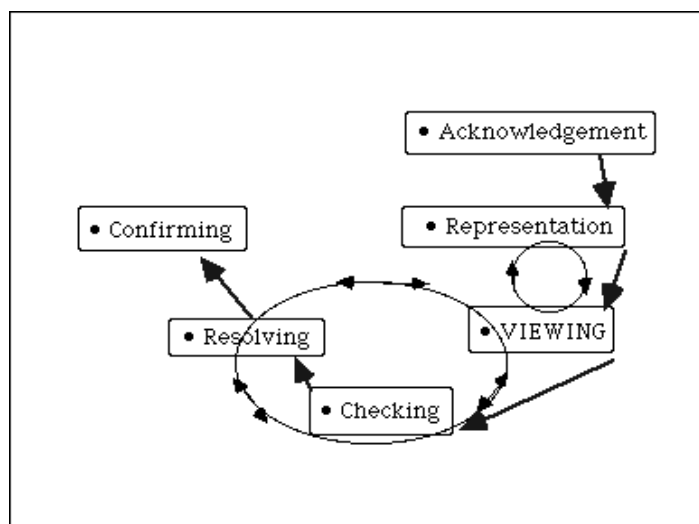 • Acknowledgement
• Representation
• Confirming
• VIEWING
• Resolving
• Checking